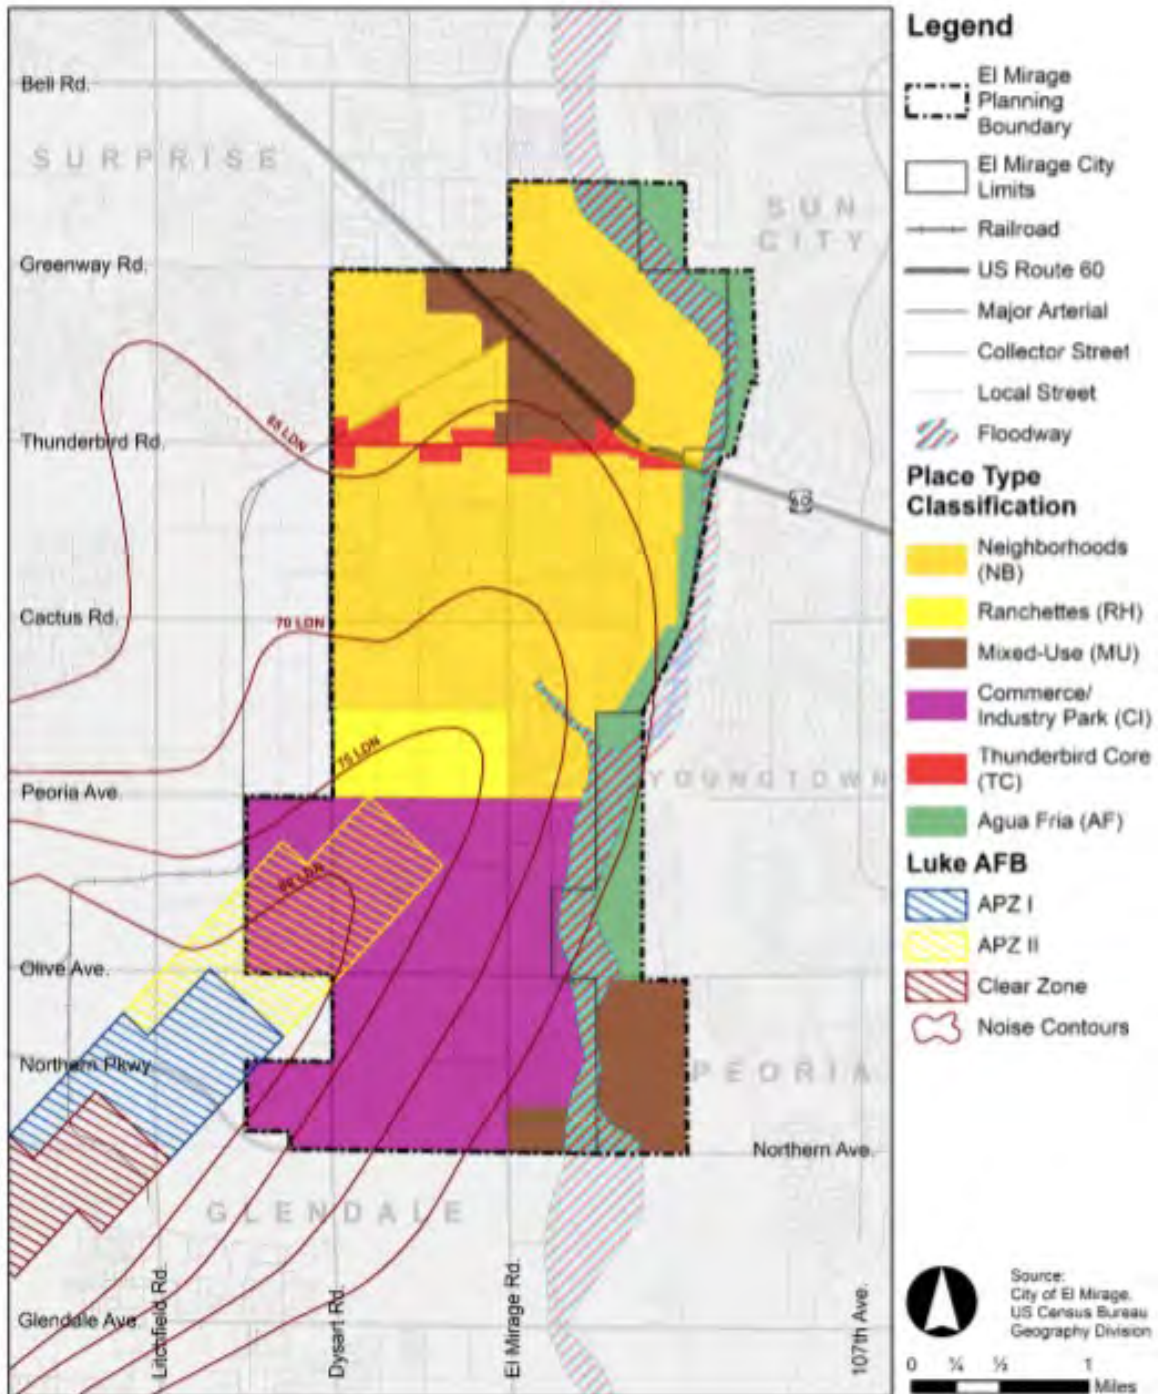 Bell Rd.
SURPRISE
SUN
CITY
Greenway Rd.
65 LDN
Thunderbird Rd.
60
Cactus Rd.
70 LDN
75 LDN
YOUNGTOWN
Peoria Ave.
80 LDN
Olive Ave.
Northern Pkwy
PEORIA
Northern Ave.
GLENDALE
Glendale Ave.
Litchfield Rd.
Dysart Rd.
El Mirage Rd.
107th Ave.
Legend
El Mirage
Planning
Boundary
El Mirage City
Limits
Railroad
US Route 60
Major Arterial
Collector Street
Local Street
Floodway
Place Type
Classification
Neighborhoods
(NB)
Ranchettes (RH)
Mixed-Use (MU)
Commerce/
Industry Park (CI)
Thunderbird Core
(TC)
Agua Fria (AF)
Luke AFB
APZ I
APZ II
Clear Zone
Noise Contours
Source:
City of El Mirage,
US Census Bureau
Geography Division
0 ¼ ½ 1
Miles